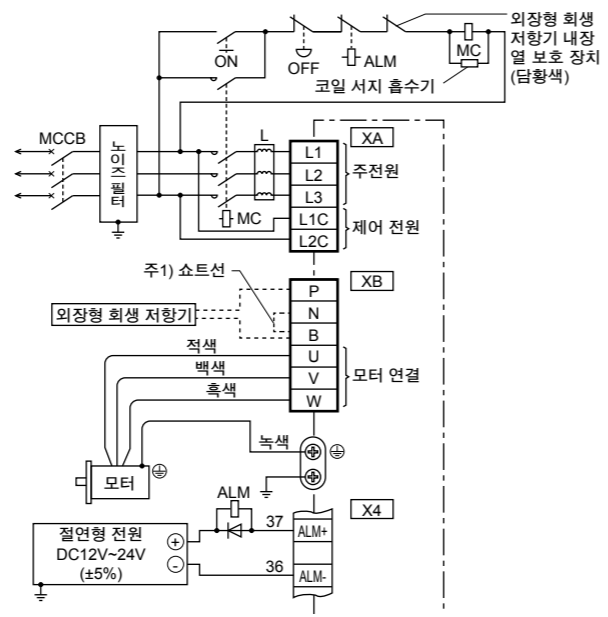 외장형 회생
저항기 내장
열 보호 장치
(담황색)
ON
OFF
ALM
MC
코일 서지 흡수기
MCCB
노이즈 필터
L
XA
L1
L2
L3
주전원
L1C
L2C
제어 전원
MC
주1) 쇼트선
XB
외장형 회생 저항기
P
N
B
U
V
W
모터 연결
적색
백색
흑색
녹색
모터
ALM
X4
절연형 전원
DC12V~24V
(±5%)
+
-
37
ALM+
36
ALM-